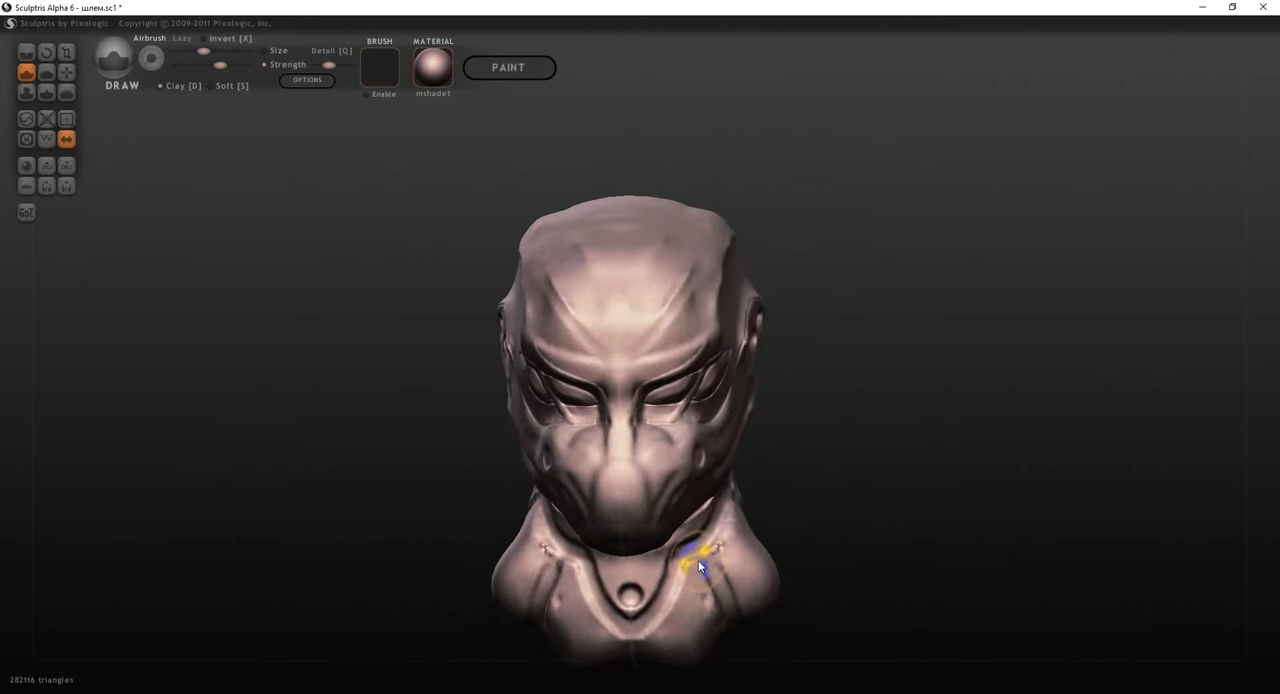 Sculptris Alpha 6 - шлем.sc1 *
Sculptris by Pixologic Copyright © 2009-2011 Pixologic, Inc.
Airbrush Lazy Invert [X]
Size Detail [Q]
Strength
OPTIONS
DRAW Clay [D] Soft [S]
BRUSH
Enable
MATERIAL
mshade1
PAINT
GoZ
282116 triangles